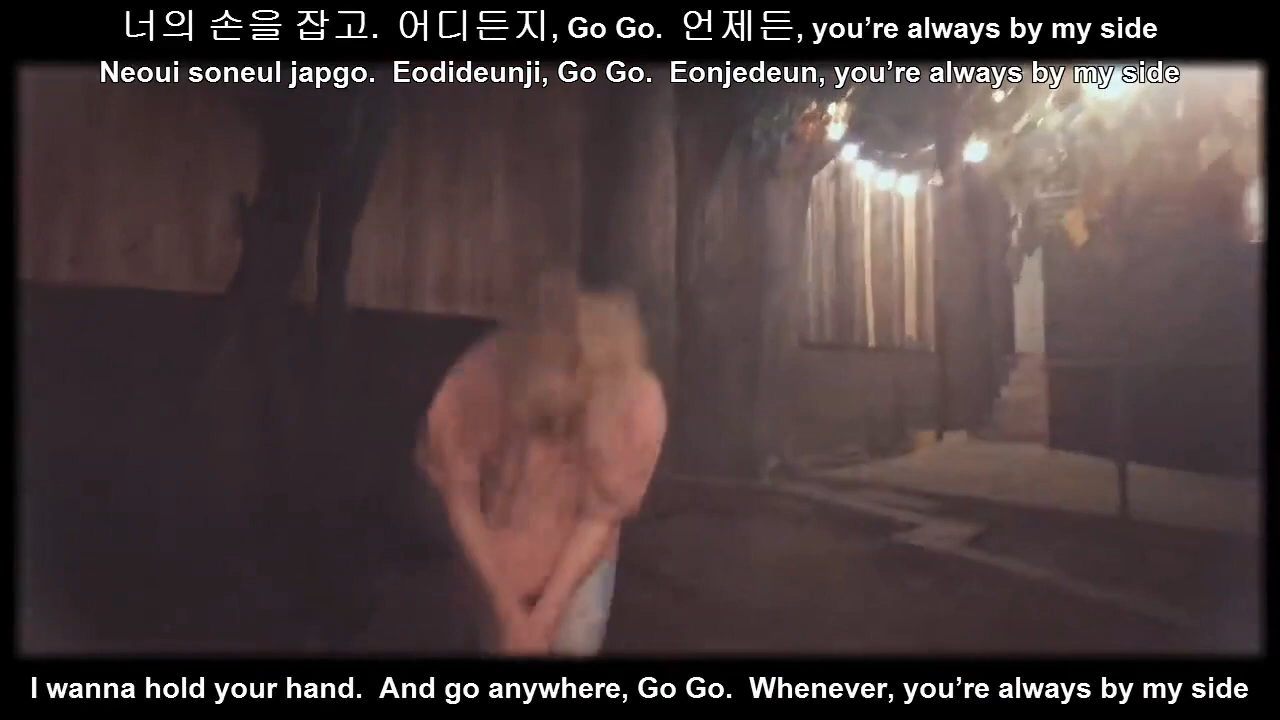 너의 손을 잡고. 어디든지, Go Go. 언제든, you’re always by my side
Neoui soneul japgo. Eodideunji, Go Go. Eonjedeun, you’re always by my side
I wanna hold your hand. And go anywhere, Go Go. Whenever, you’re always by my side